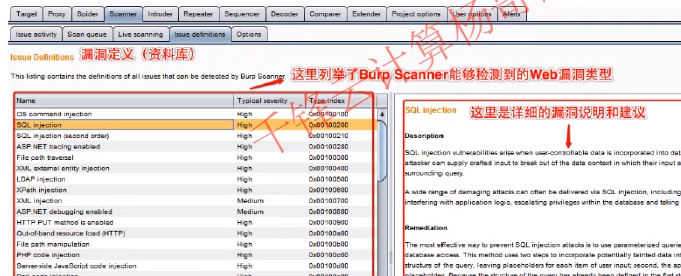 Target Proxy Spider Scanner Intruder Repeater Sequencer Decoder Comparer Extender Project options User options Alerts
Issue activity Scan queue Live scanning Issue definitions Options
Issue Definitions 漏洞定义（资料库）
This listing contains the definitions of all issues that can be detected by Burp Scanner.
这里列举了Burp Scanner能够检测到的Web漏洞类型
Name Typical severity Type index
OS command injection High 0x00100100
SQL injection High 0x00100200
SQL injection (second order) High 0x00100210
ASP.NET tracing enabled High 0x00100280
File path traversal High 0x00100300
XML external entity injection High 0x00100400
LDAP injection High 0x00100500
XPath injection High 0x00100600
XML injection Medium 0x00100700
ASP.NET debugging enabled Medium 0x00100800
HTTP PUT method is enabled High 0x00100900
Out-of-band resource load (HTTP) High 0x00100a00
File path manipulation High 0x00100b00
PHP code injection High 0x00100c00
Server-side JavaScript code injection High 0x00100d00
SQL injection 这里是详细的漏洞说明和建议
Description
SQL injection vulnerabilities arise when user-controllable data is incorporated into dat
attacker can supply crafted input to break out of the data context in which their input a
surrounding query.
A wide range of damaging attacks can often be delivered via SQL injection, including
interfering with application logic, escalating privileges within the database and taking
Remediation
The most effective way to prevent SQL injection attacks is to use parameterized querie
database access. This method uses two steps to incorporate potentially tainted data int
structure of the query, leaving placeholders for each item of user input; second, the ap
千锋云计算杨